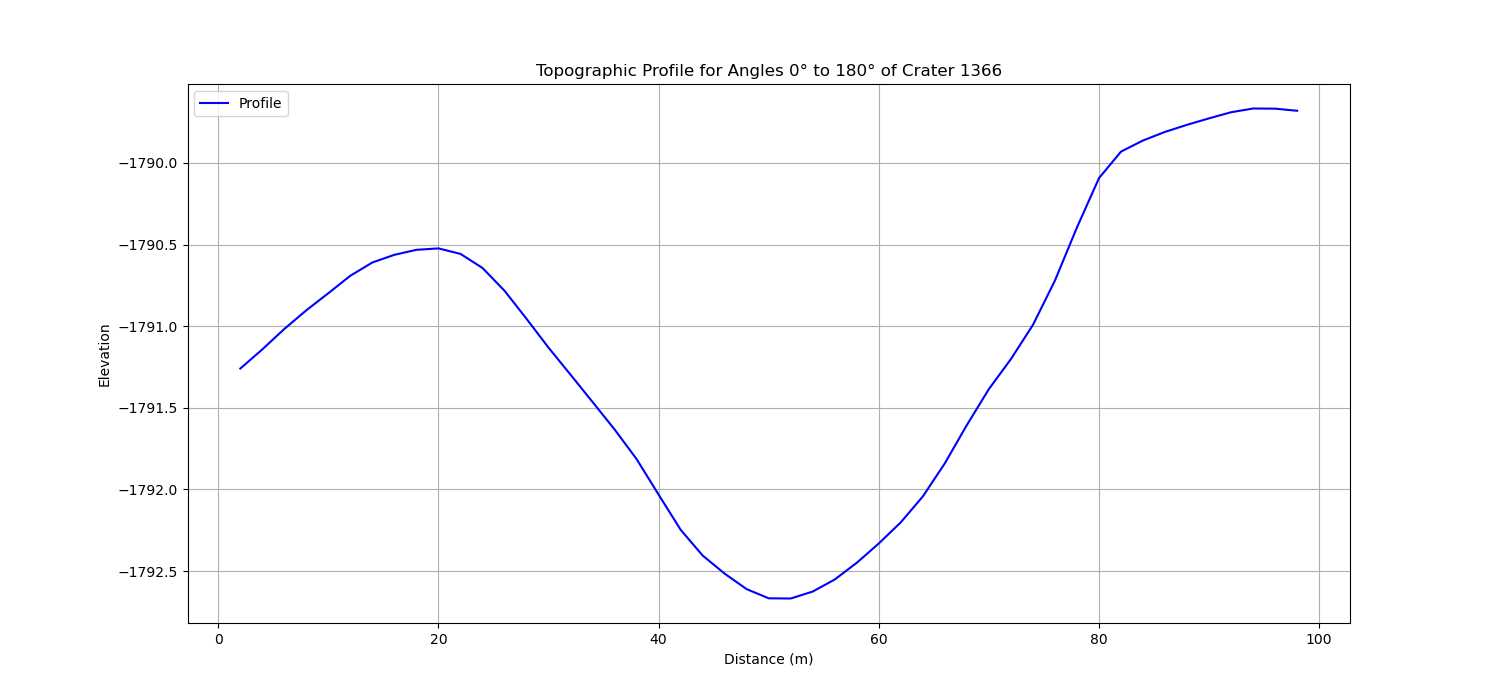 Topographic Profile for Angles 0° to 180° of Crater 1366
Profile
−1790.0
−1790.5
−1791.0
−1791.5
−1792.0
−1792.5
Elevation
0 20 40 60 80 100
Distance (m)